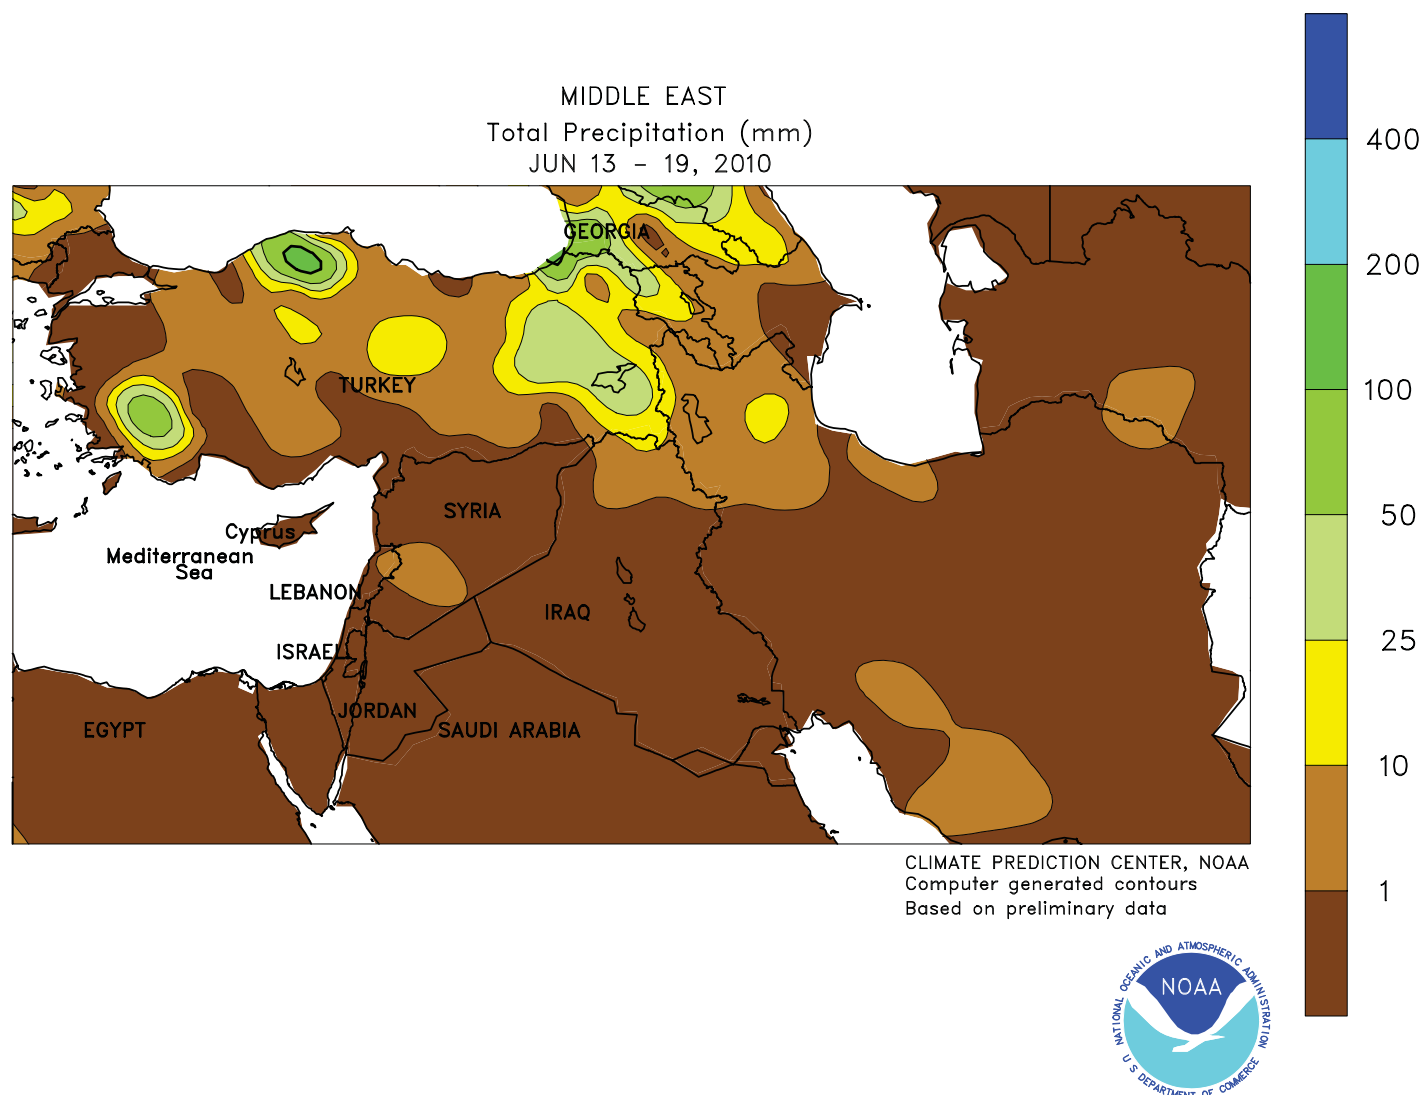 MIDDLE EAST
Total Precipitation (mm)
JUN 13 – 19, 2010
400
200
100
50
25
10
1
GEORGIA
TURKEY
SYRIA
Cyprus
Mediterranean
Sea
LEBANON
IRAQ
ISRAEL
JORDAN
EGYPT
SAUDI ARABIA
CLIMATE PREDICTION CENTER, NOAA
Computer generated contours
Based on preliminary data
NATIONAL OCEANIC AND ATMOSPHERIC ADMINISTRATION
NOAA
U S DEPARTMENT OF COMMERCE